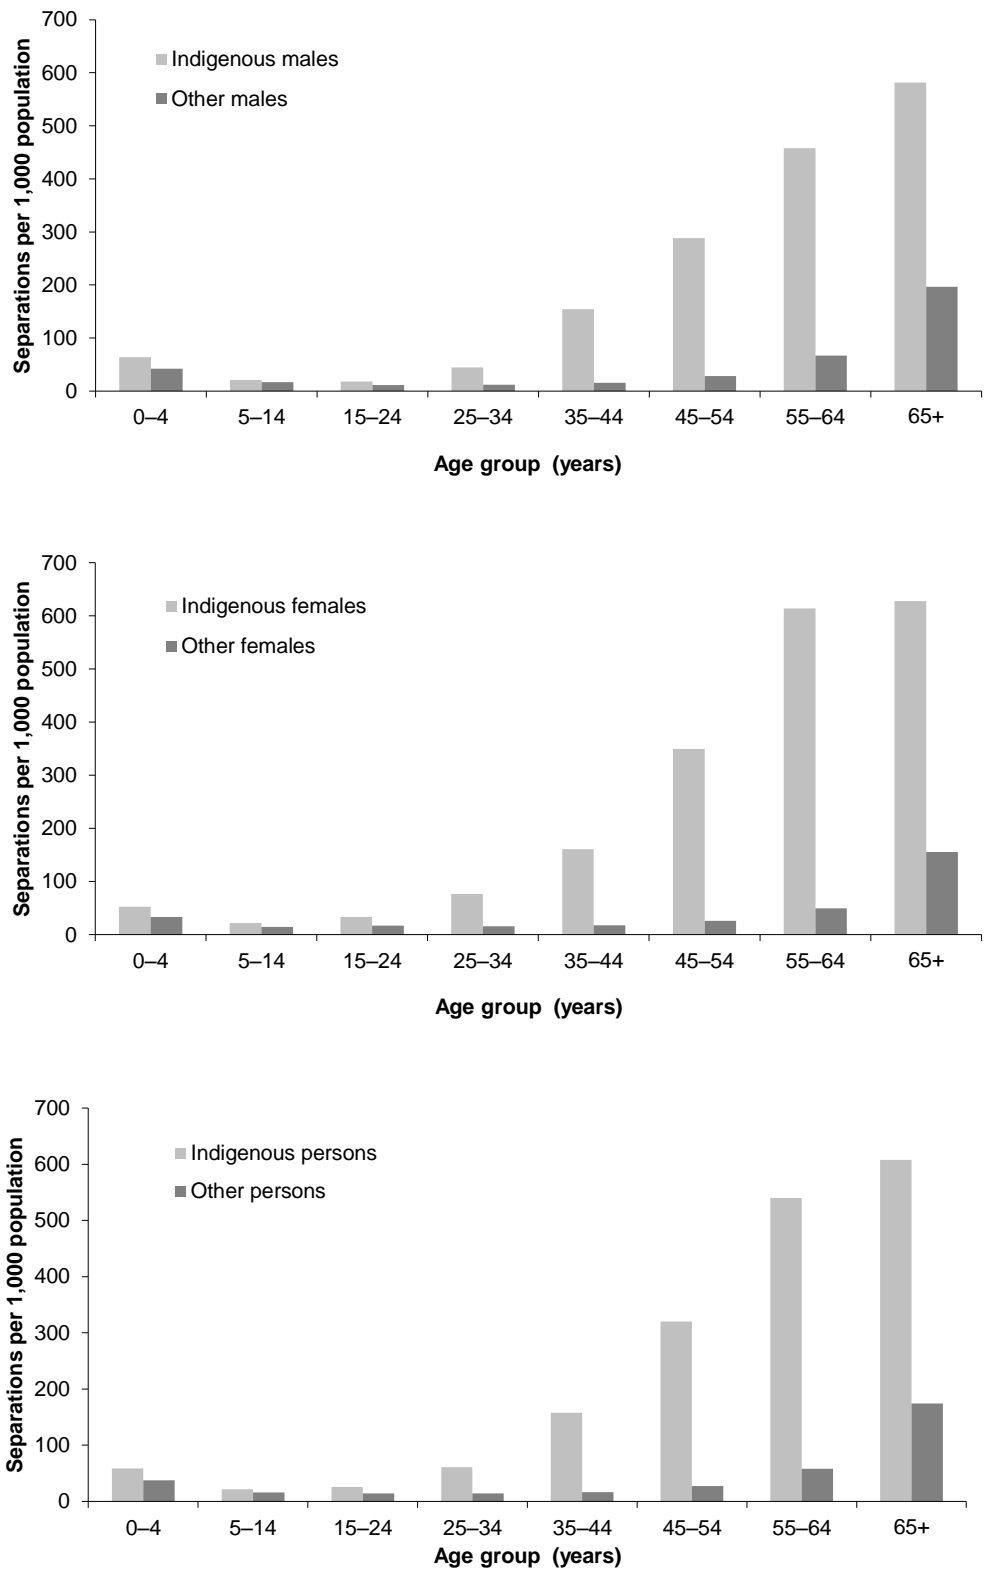 700
600
500
400
300
200
100
0
Separations per 1,000 population
Indigenous males
Other males
0–4 5–14 15–24 25–34 35–44 45–54 55–64 65+
Age group (years)
700
600
500
400
300
200
100
0
Separations per 1,000 population
Indigenous females
Other females
0–4 5–14 15–24 25–34 35–44 45–54 55–64 65+
Age group (years)
700
600
500
400
300
200
100
0
Separations per 1,000 population
Indigenous persons
Other persons
0–4 5–14 15–24 25–34 35–44 45–54 55–64 65+
Age group (years)